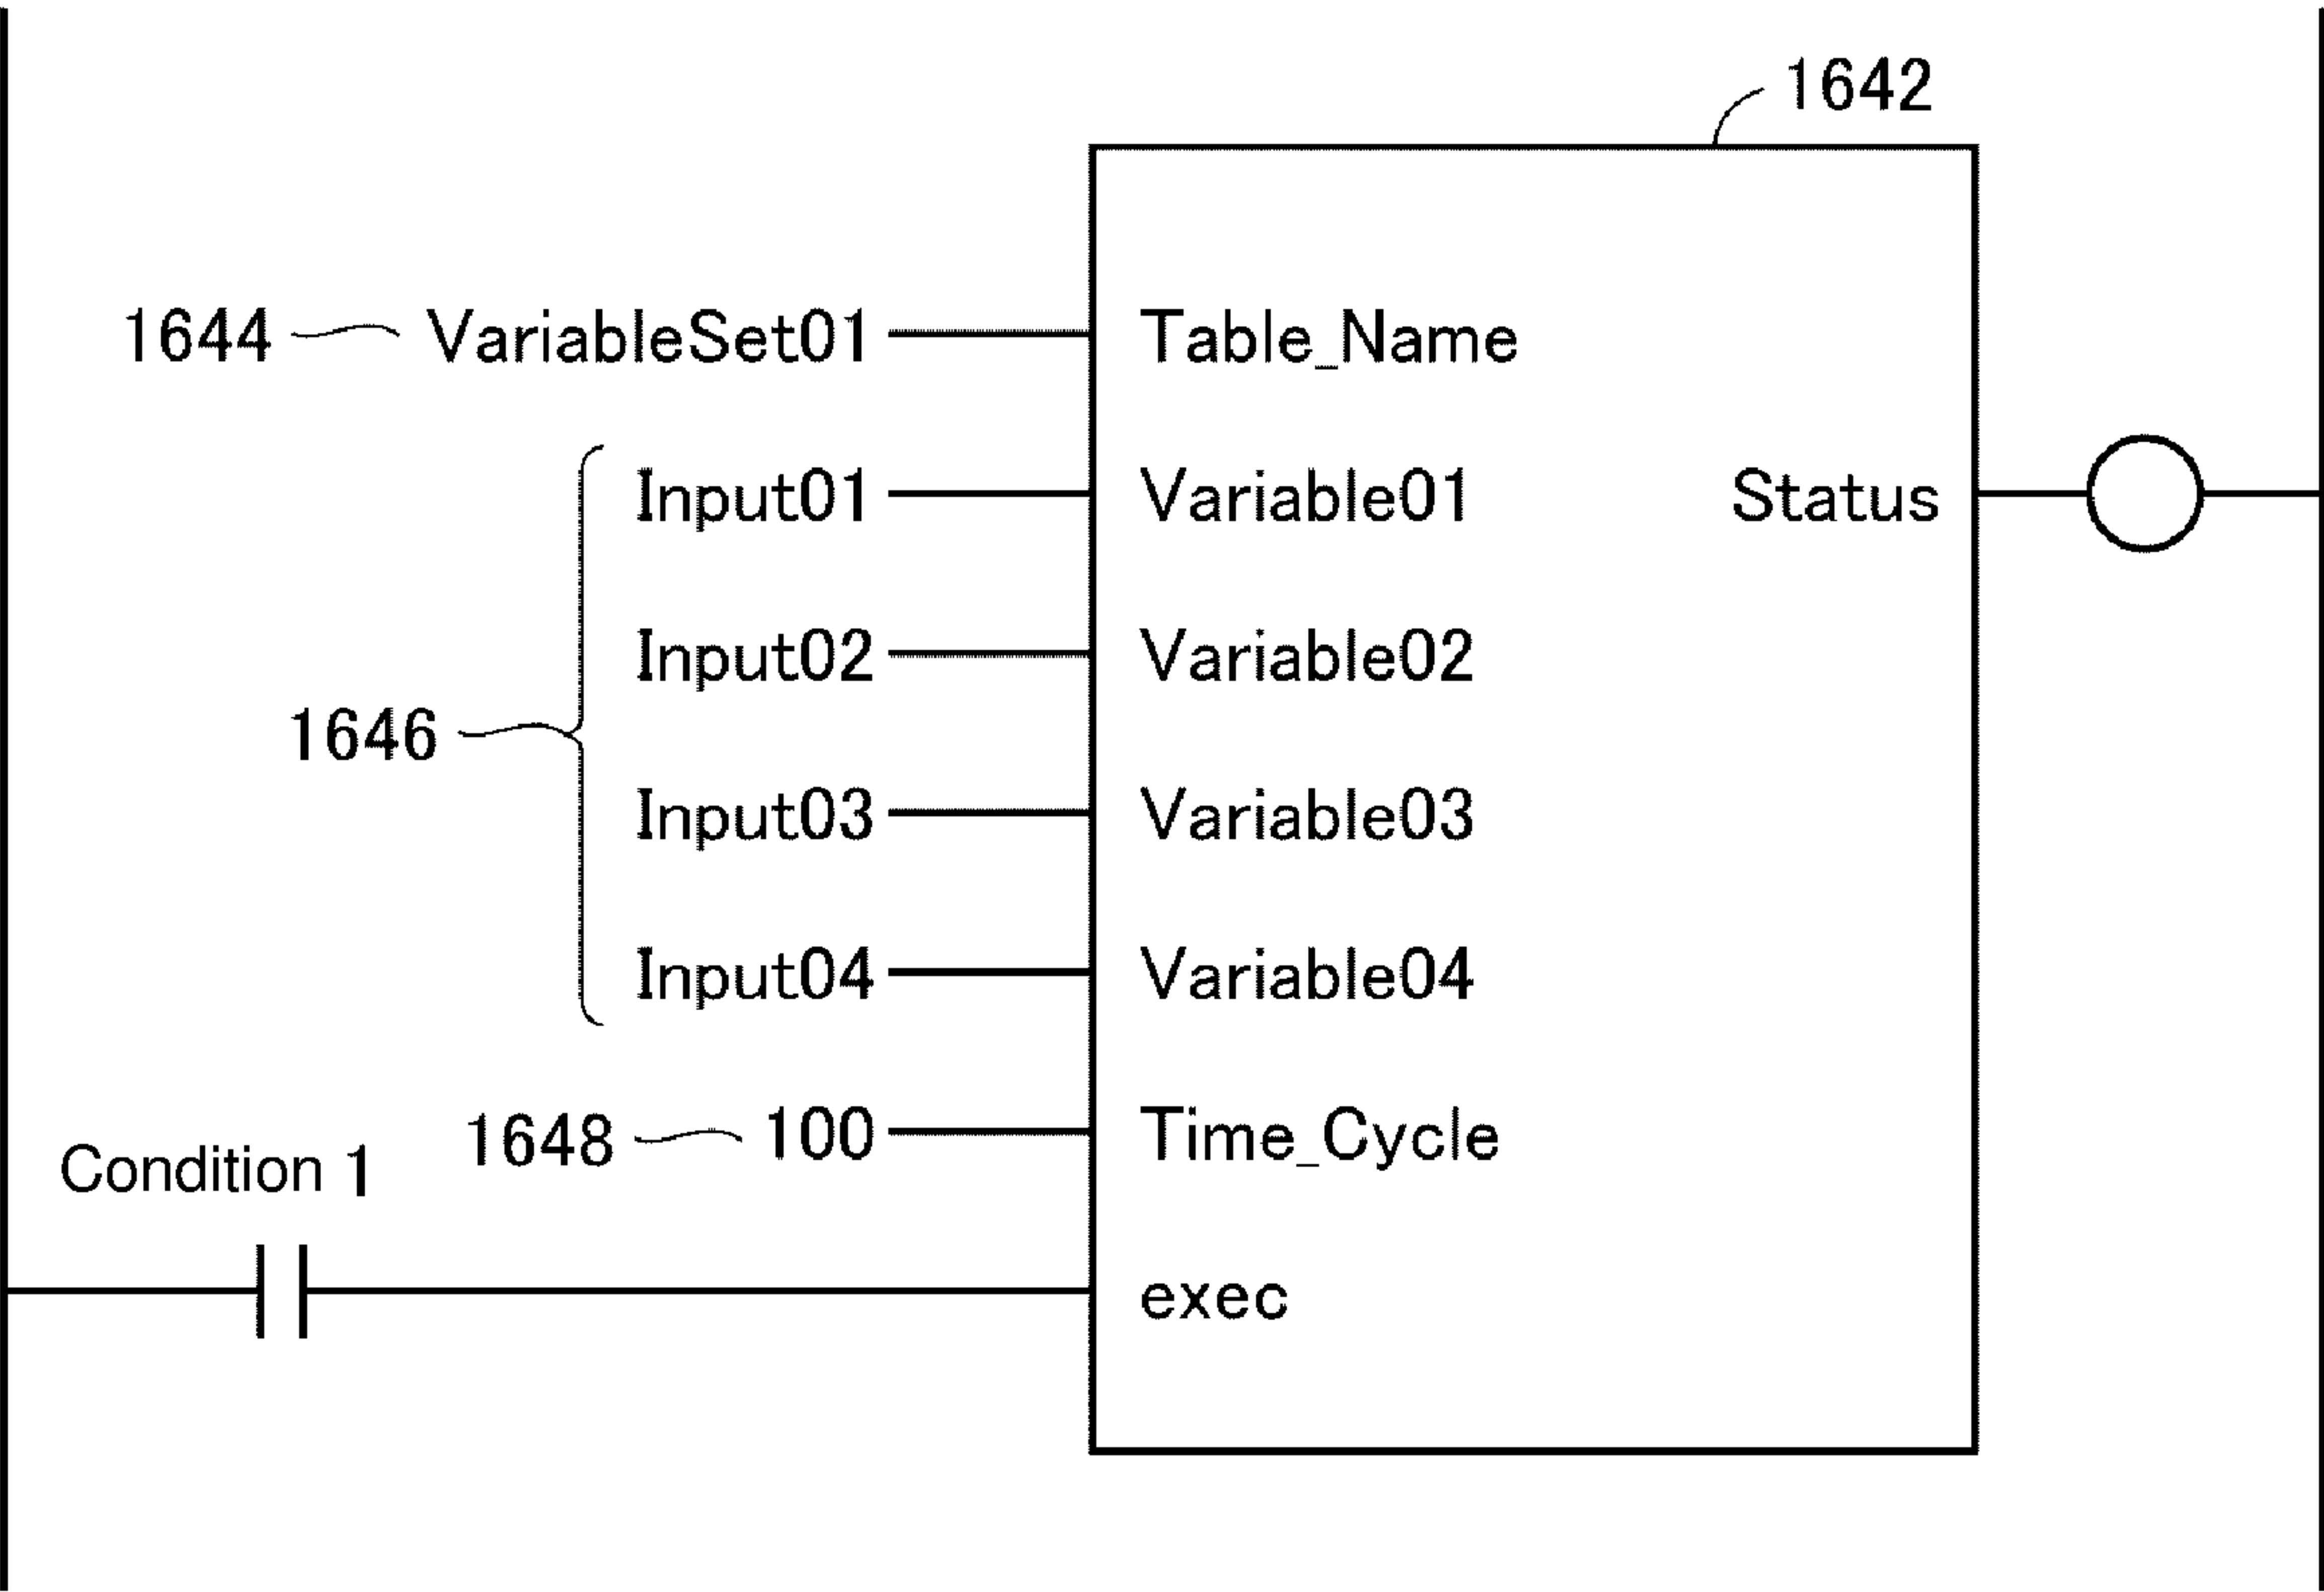 1642
1644 VariableSet01 Table_Name
Input01 Variable01 Status
Input02 Variable02
1646
Input03 Variable03
Input04 Variable04
1648 100 Time_Cycle
Condition 1
exec